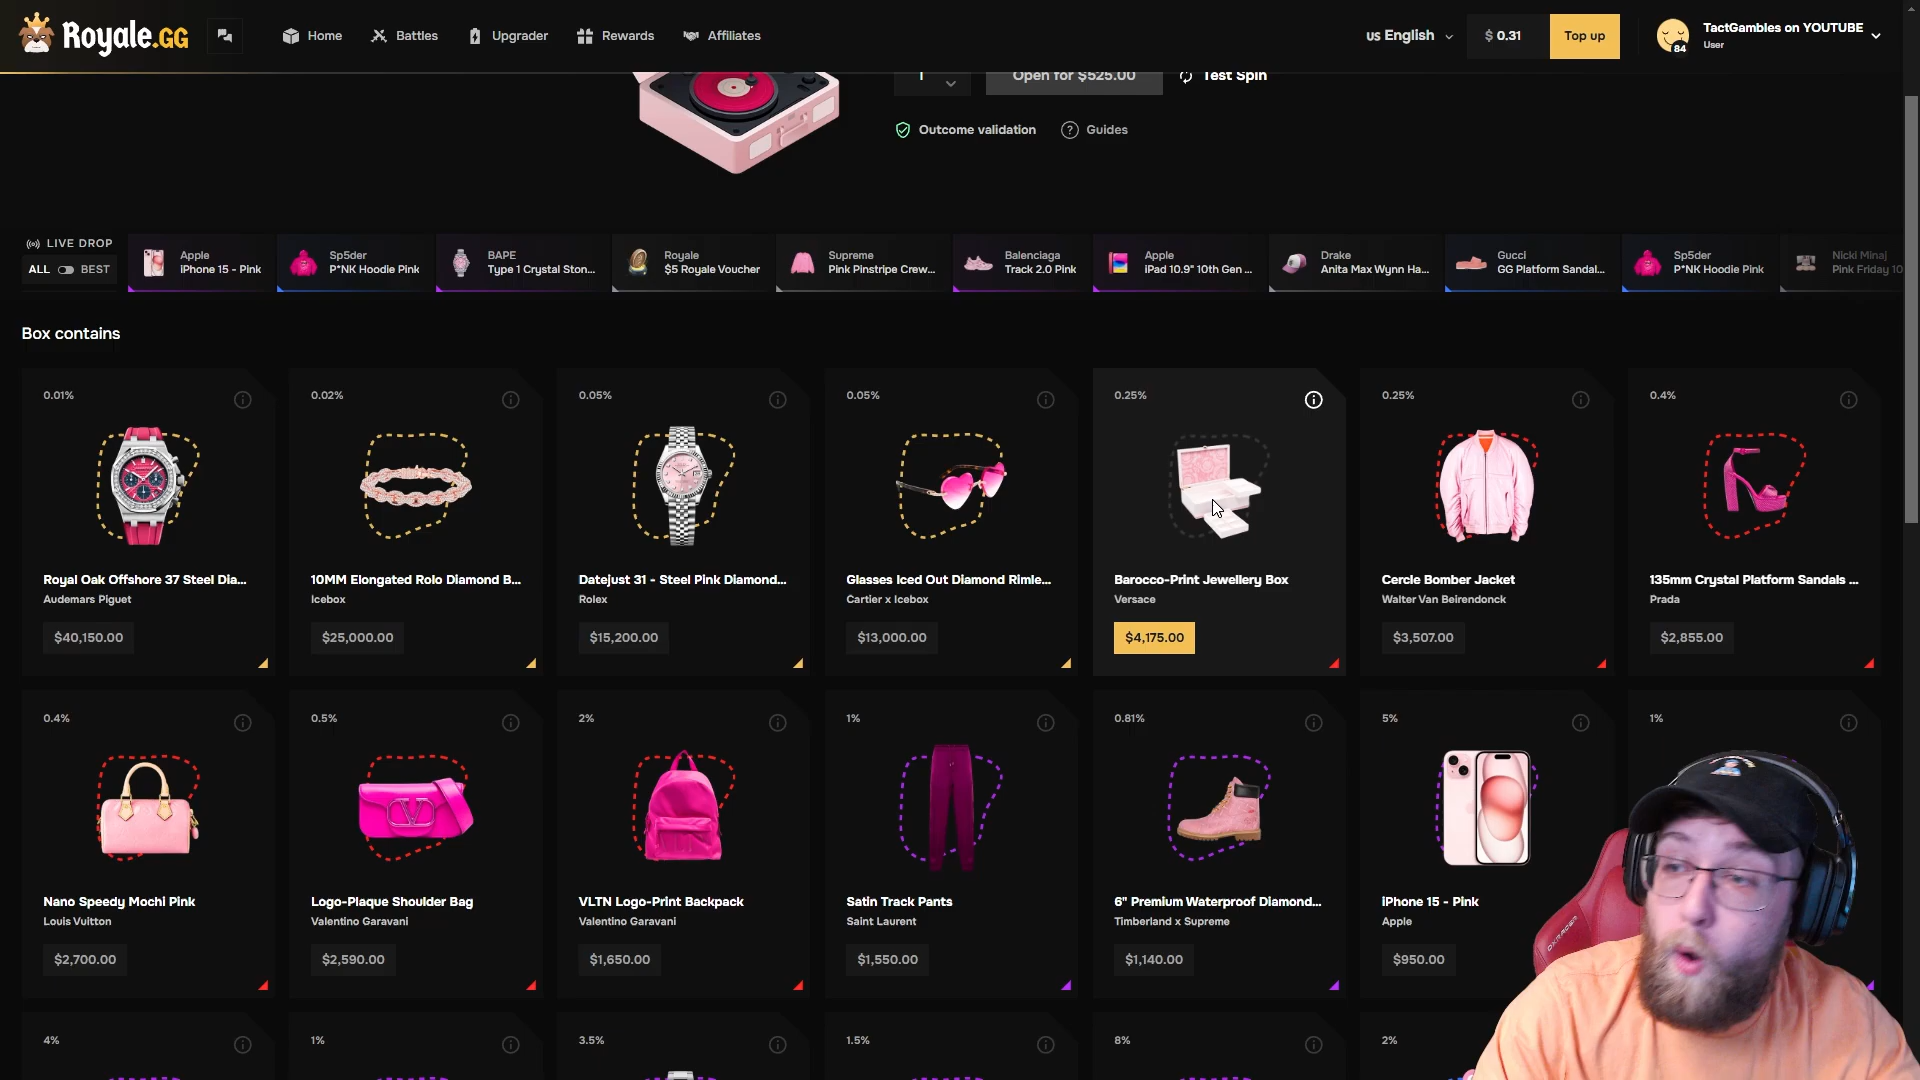 Royale.GG
Home
Battles
Upgrader
Rewards
Affiliates
us English
$ 0.31
Top up
84
TactGambles on YOUTUBE
User
1
Open for $525.00
Test Spin
Outcome validation
Guides
LIVE DROP
ALL
BEST
Apple
iPhone 15 - Pink
Sp5der
P*NK Hoodie Pink
BAPE
Type 1 Crystal Ston...
Royale
$5 Royale Voucher
Supreme
Pink Pinstripe Crew...
Balenciaga
Track 2.0 Pink
Apple
iPad 10.9" 10th Gen ...
Drake
Anita Max Wynn Ha...
Gucci
GG Platform Sandal...
Sp5der
P*NK Hoodie Pink
Nicki Minaj
Pink Friday 10
Box contains
0.01%
Royal Oak Offshore 37 Steel Dia...
Audemars Piguet
$40,150.00
0.02%
10MM Elongated Rolo Diamond B...
Icebox
$25,000.00
0.05%
Datejust 31 - Steel Pink Diamond...
Rolex
$15,200.00
0.05%
Glasses Iced Out Diamond Rimle...
Cartier x Icebox
$13,000.00
0.25%
Barocco-Print Jewellery Box
Versace
$4,175.00
0.25%
Cercle Bomber Jacket
Walter Van Beirendonck
$3,507.00
0.4%
135mm Crystal Platform Sandals ...
Prada
$2,855.00
0.4%
Nano Speedy Mochi Pink
Louis Vuitton
$2,700.00
0.5%
Logo-Plaque Shoulder Bag
Valentino Garavani
$2,590.00
2%
VLTN Logo-Print Backpack
Valentino Garavani
$1,650.00
1%
Satin Track Pants
Saint Laurent
$1,550.00
0.81%
6" Premium Waterproof Diamond...
Timberland x Supreme
$1,140.00
5%
iPhone 15 - Pink
Apple
$950.00
1%
4%
1%
3.5%
1.5%
8%
2%